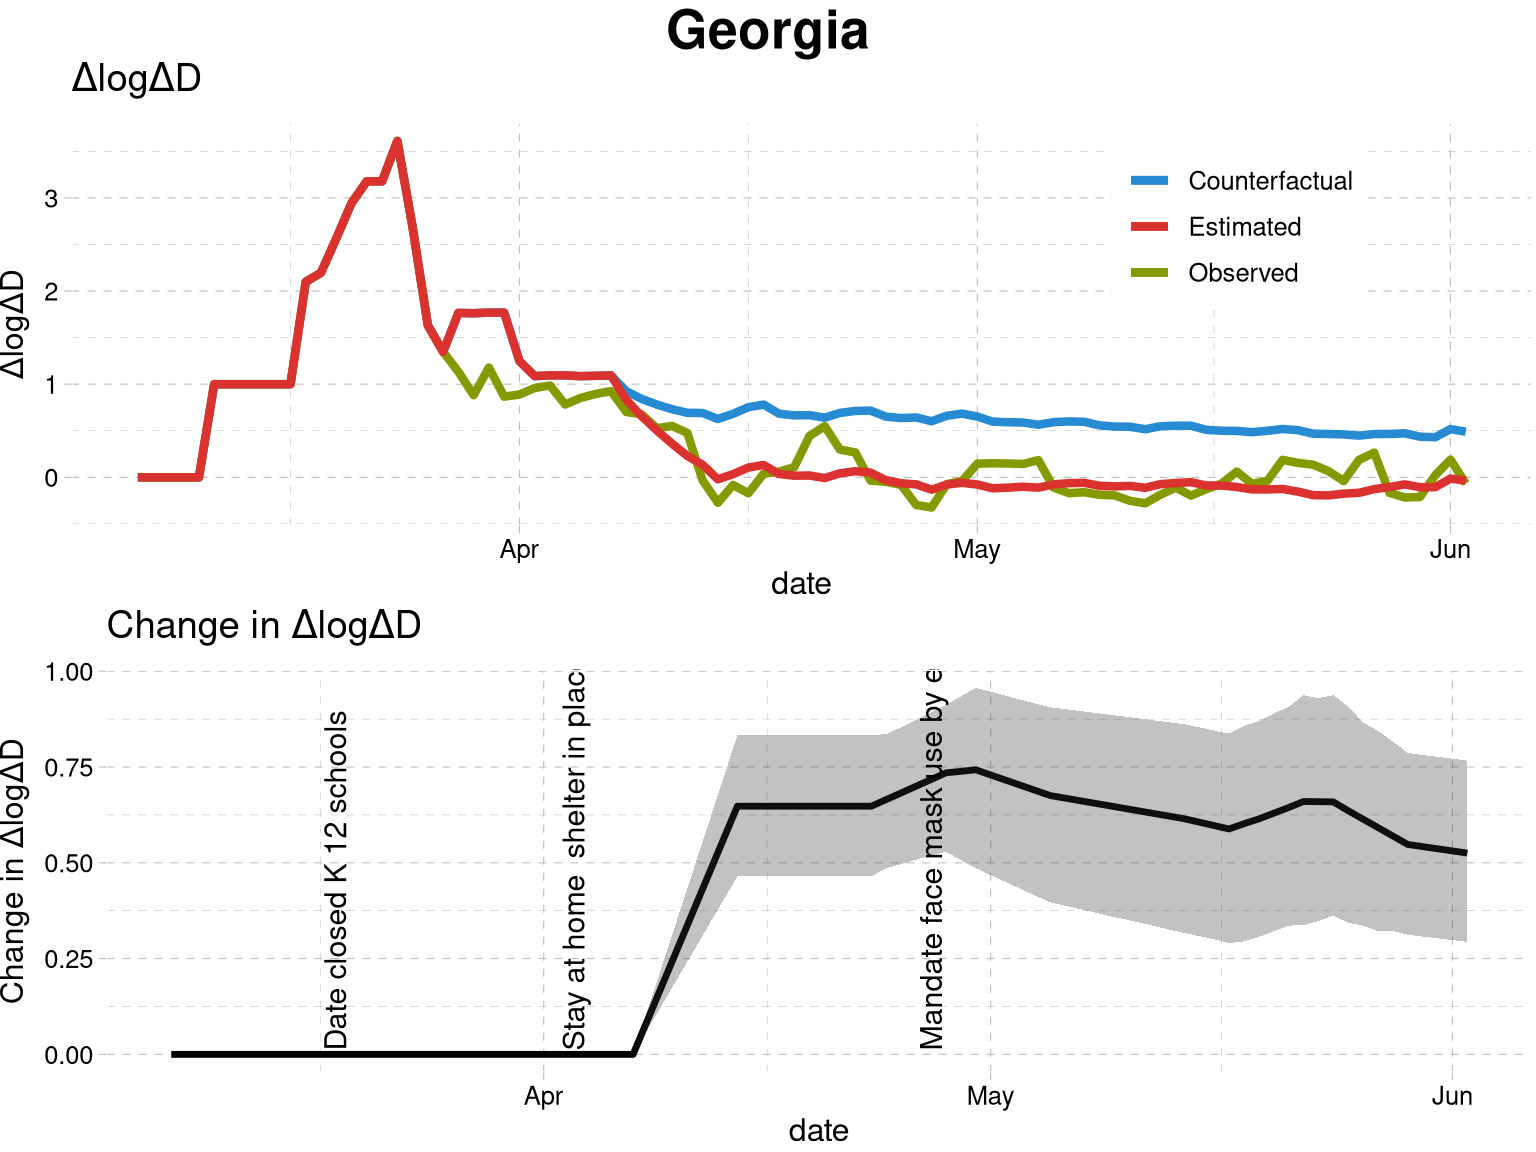 Georgia
ΔlogΔD
ΔlogΔD
3
2
1
0
Counterfactual
Estimated
Observed
Apr
May
Jun
date
Change in ΔlogΔD
Change in ΔlogΔD
1.00
0.75
0.50
0.25
0.00
Date closed K 12 schools
Stay at home shelter in plac
Mandate face mask use by e
Apr
May
Jun
date